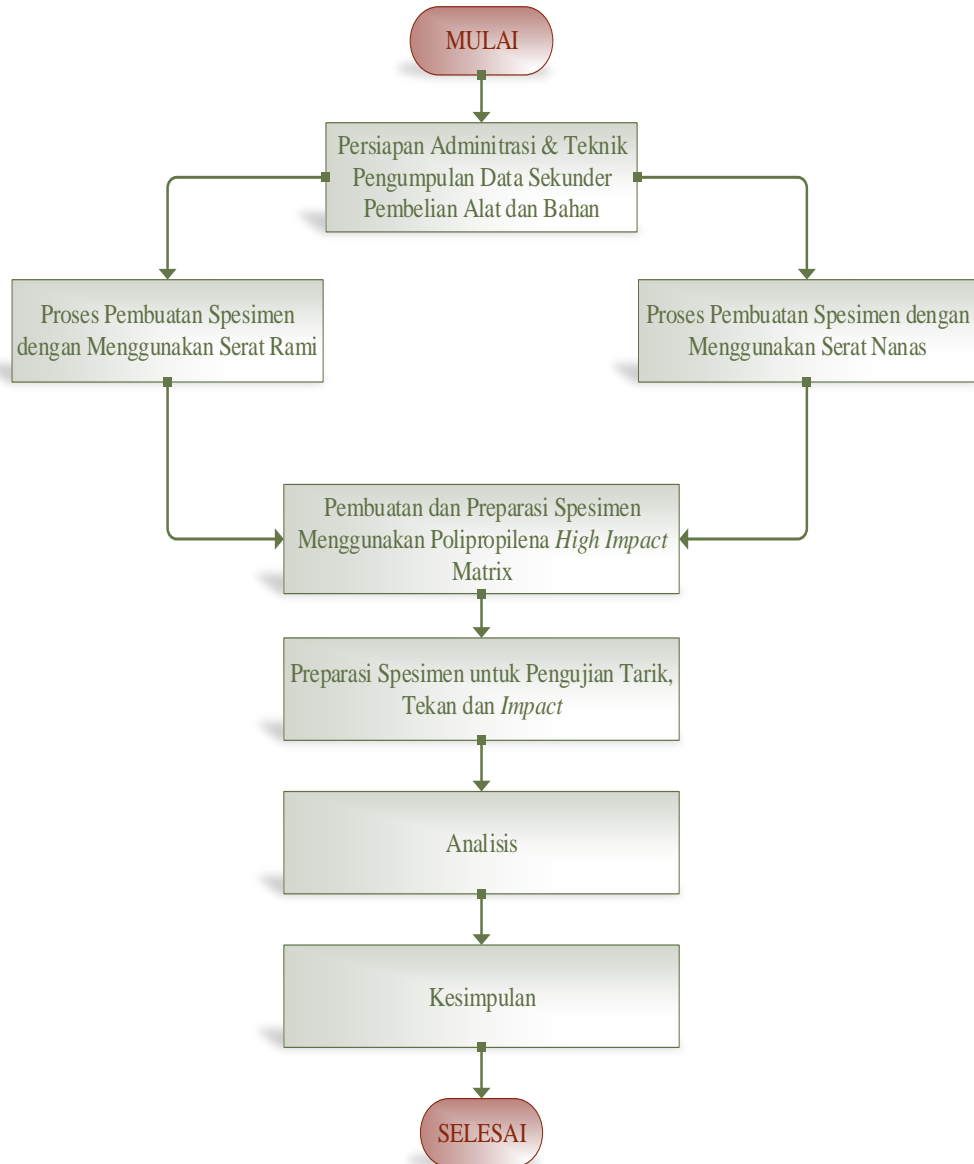 MULAI
Persiapan Adminitrasi & Teknik
Pengumpulan Data Sekunder
Pembelian Alat dan Bahan
Proses Pembuatan Spesimen
dengan Menggunakan Serat Rami
Proses Pembuatan Spesimen dengan
Menggunakan Serat Nanas
Pembuatan dan Preparasi Spesimen
Menggunakan Polipropilena High Impact
Matrix
Preparasi Spesimen untuk Pengujian Tarik,
Tekan dan Impact
Analisis
Kesimpulan
SELESAI